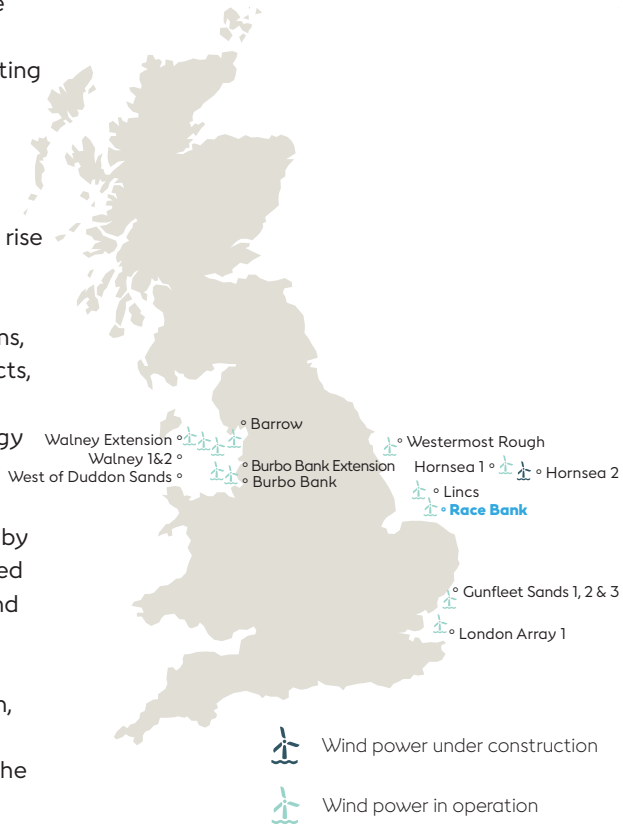 ting
rise
ns,
cts,
gy
by
ed
nd
n,
he
Barrow
Walney Extension
Walney 1&2
West of Duddon Sands
Burbo Bank Extension
Burbo Bank
Westermost Rough
Hornsea 1
Hornsea 2
Lincs
Race Bank
Gunfleet Sands 1, 2 & 3
London Array 1
Wind power under construction
Wind power in operation